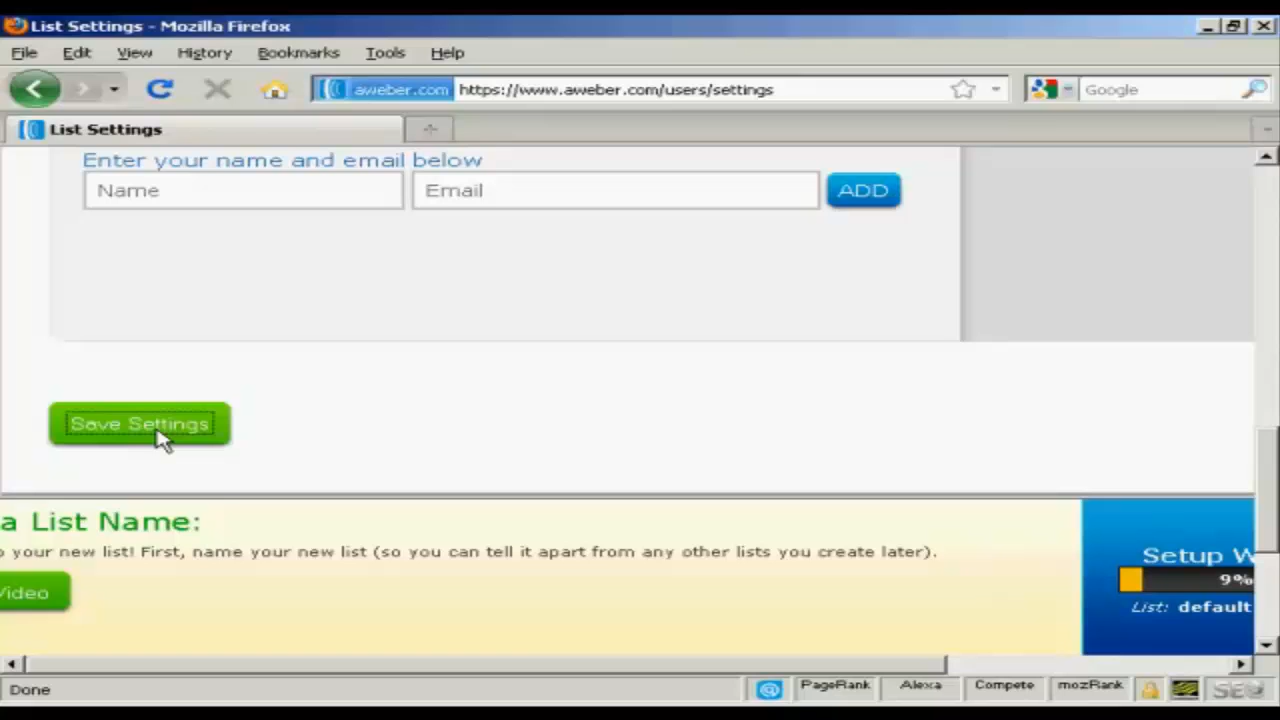 List Settings - Mozilla Firefox
File Edit View History Bookmarks Tools Help
aweber.com https://www.aweber.com/users/settings Google
List Settings
Enter your name and email below
Name Email ADD
Save Settings
a List Name:
your new list! First, name your new list (so you can tell it apart from any other lists you create later).
Setup W
Video
9%
List: default
Done PageRank Alexa Compete mozRank SEO